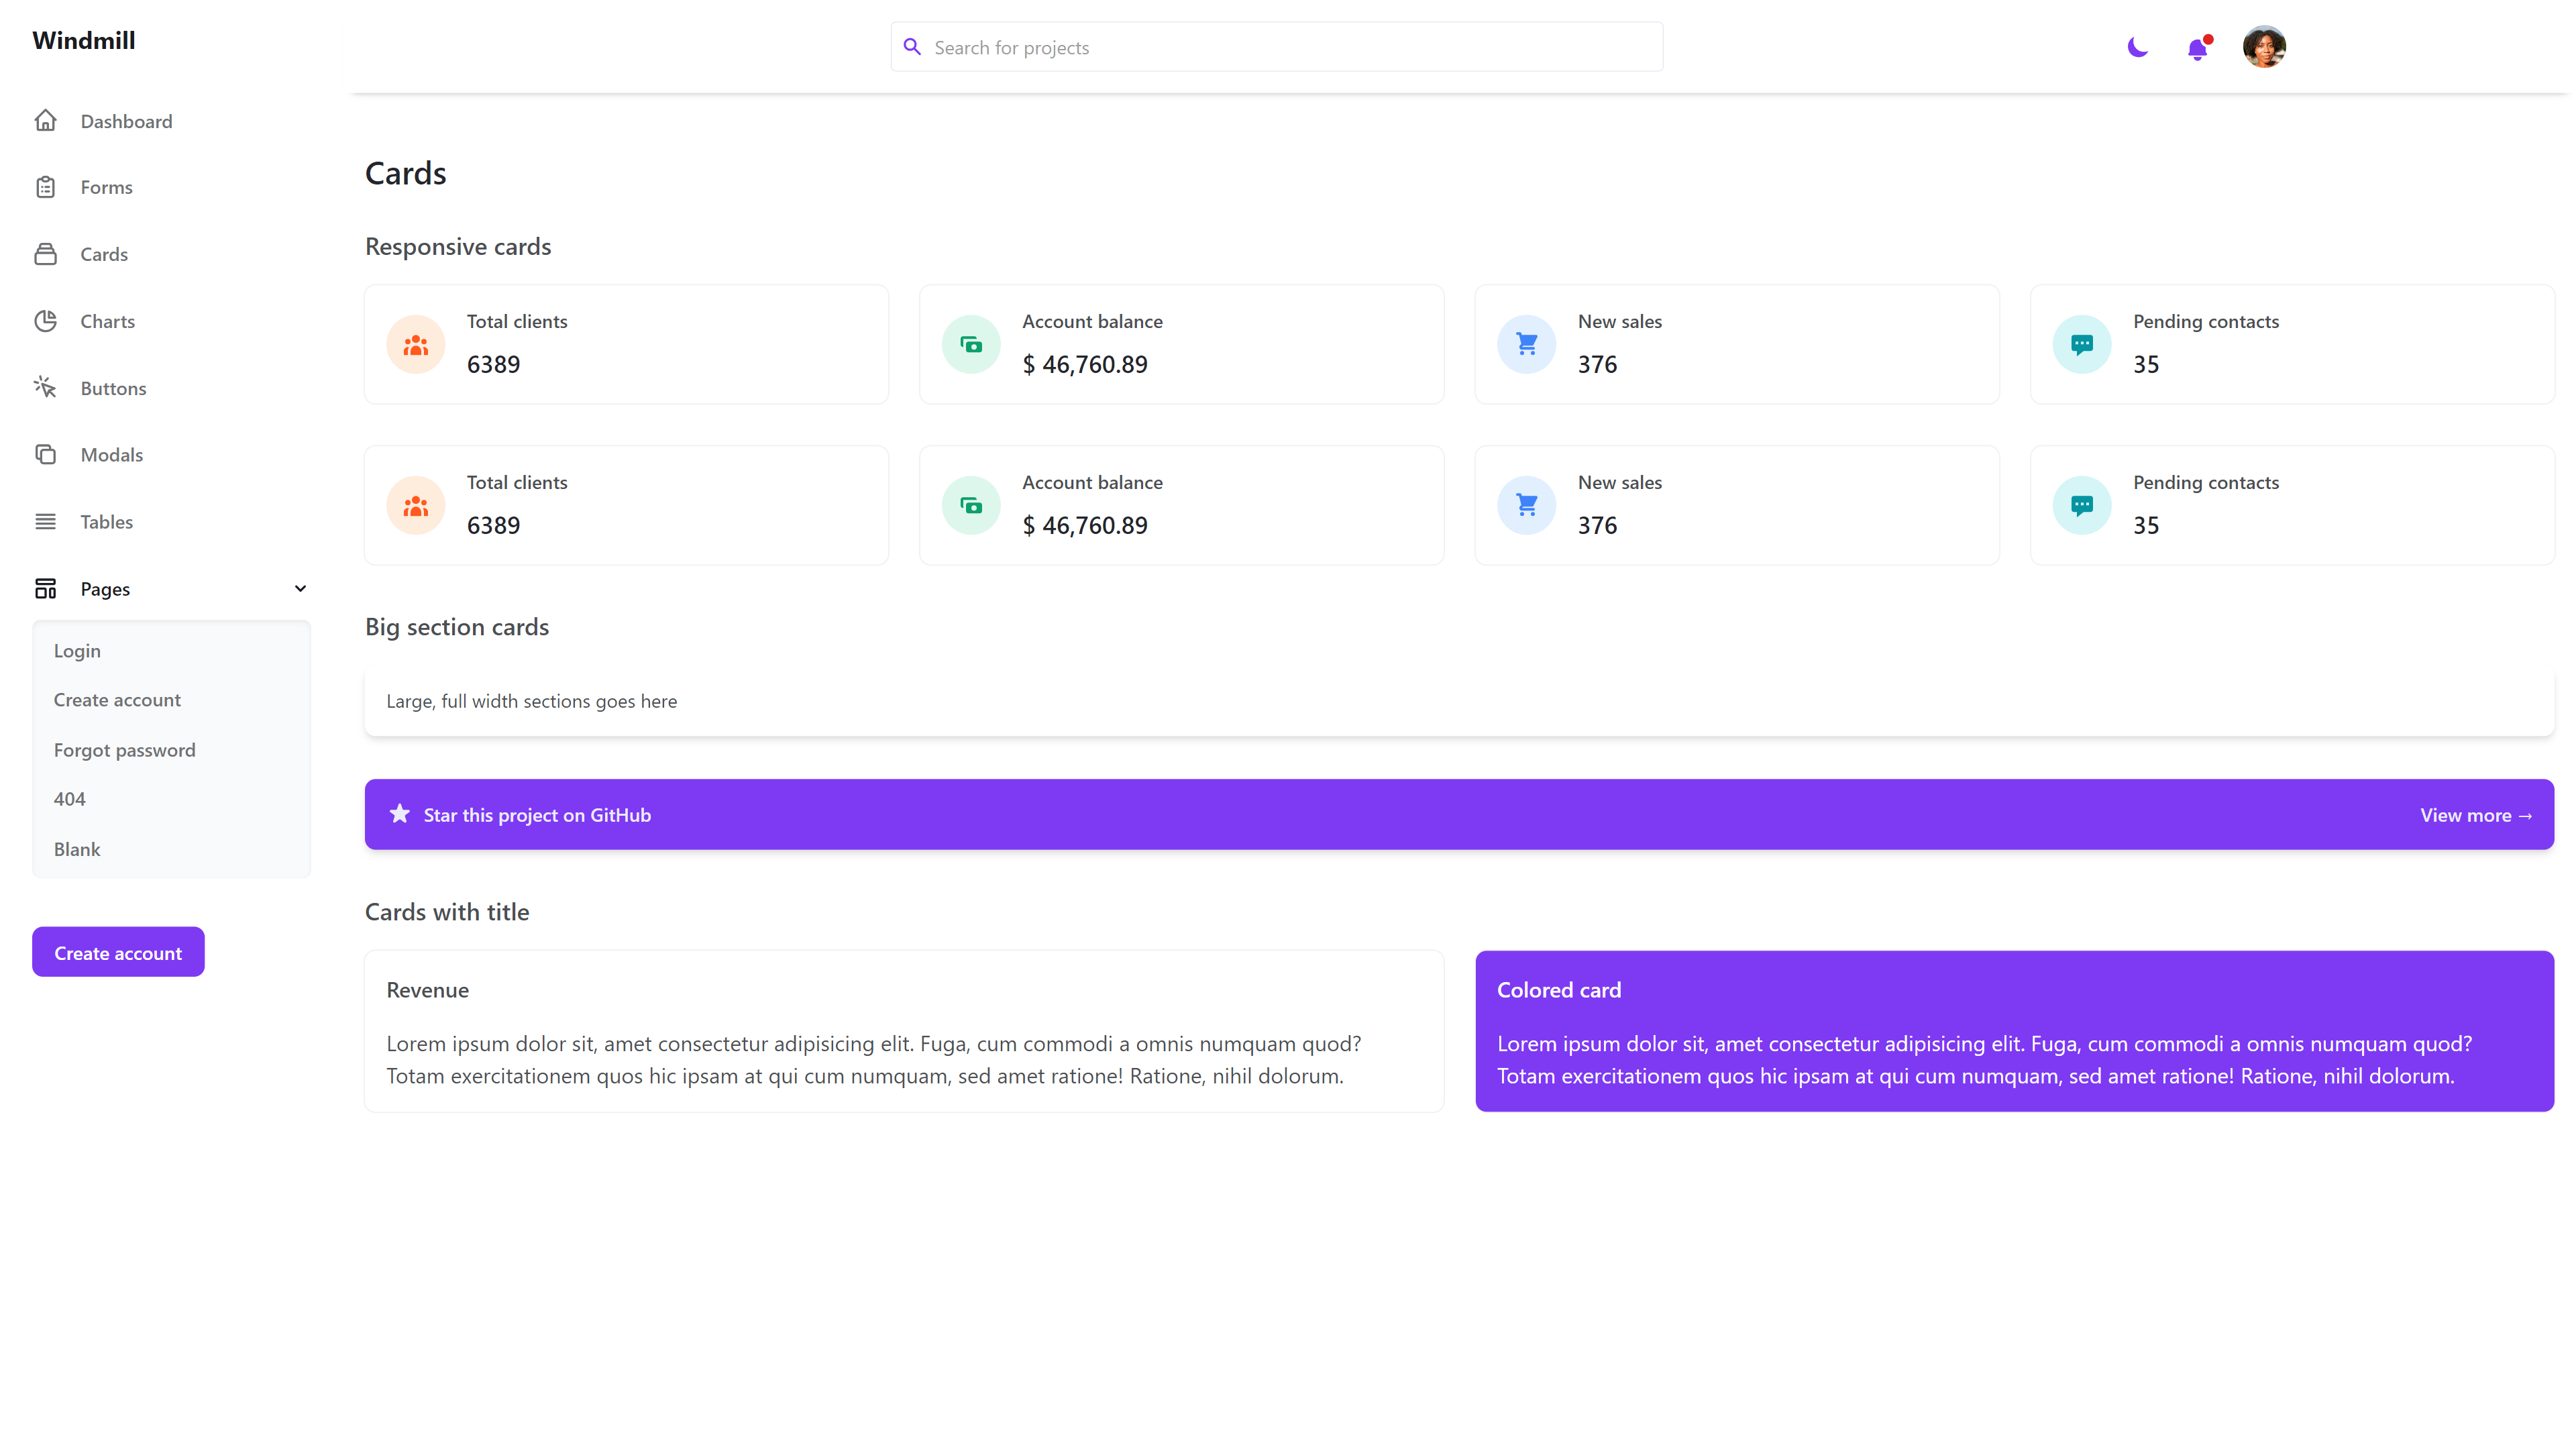 Windmill
Search for projects
Dashboard
Forms
Cards
Charts
Buttons
Modals
Tables
Pages
Login
Create account
Forgot password
404
Blank
Create account
Cards
Responsive cards
Total clients
6389
Account balance
$ 46,760.89
New sales
376
Pending contacts
35
Total clients
6389
Account balance
$ 46,760.89
New sales
376
Pending contacts
35
Big section cards
Large, full width sections goes here
Star this project on GitHub
View more →
Cards with title
Revenue
Lorem ipsum dolor sit, amet consectetur adipisicing elit. Fuga, cum commodi a omnis numquam quod?
Totam exercitationem quos hic ipsam at qui cum numquam, sed amet ratione! Ratione, nihil dolorum.
Colored card
Lorem ipsum dolor sit, amet consectetur adipisicing elit. Fuga, cum commodi a omnis numquam quod?
Totam exercitationem quos hic ipsam at qui cum numquam, sed amet ratione! Ratione, nihil dolorum.